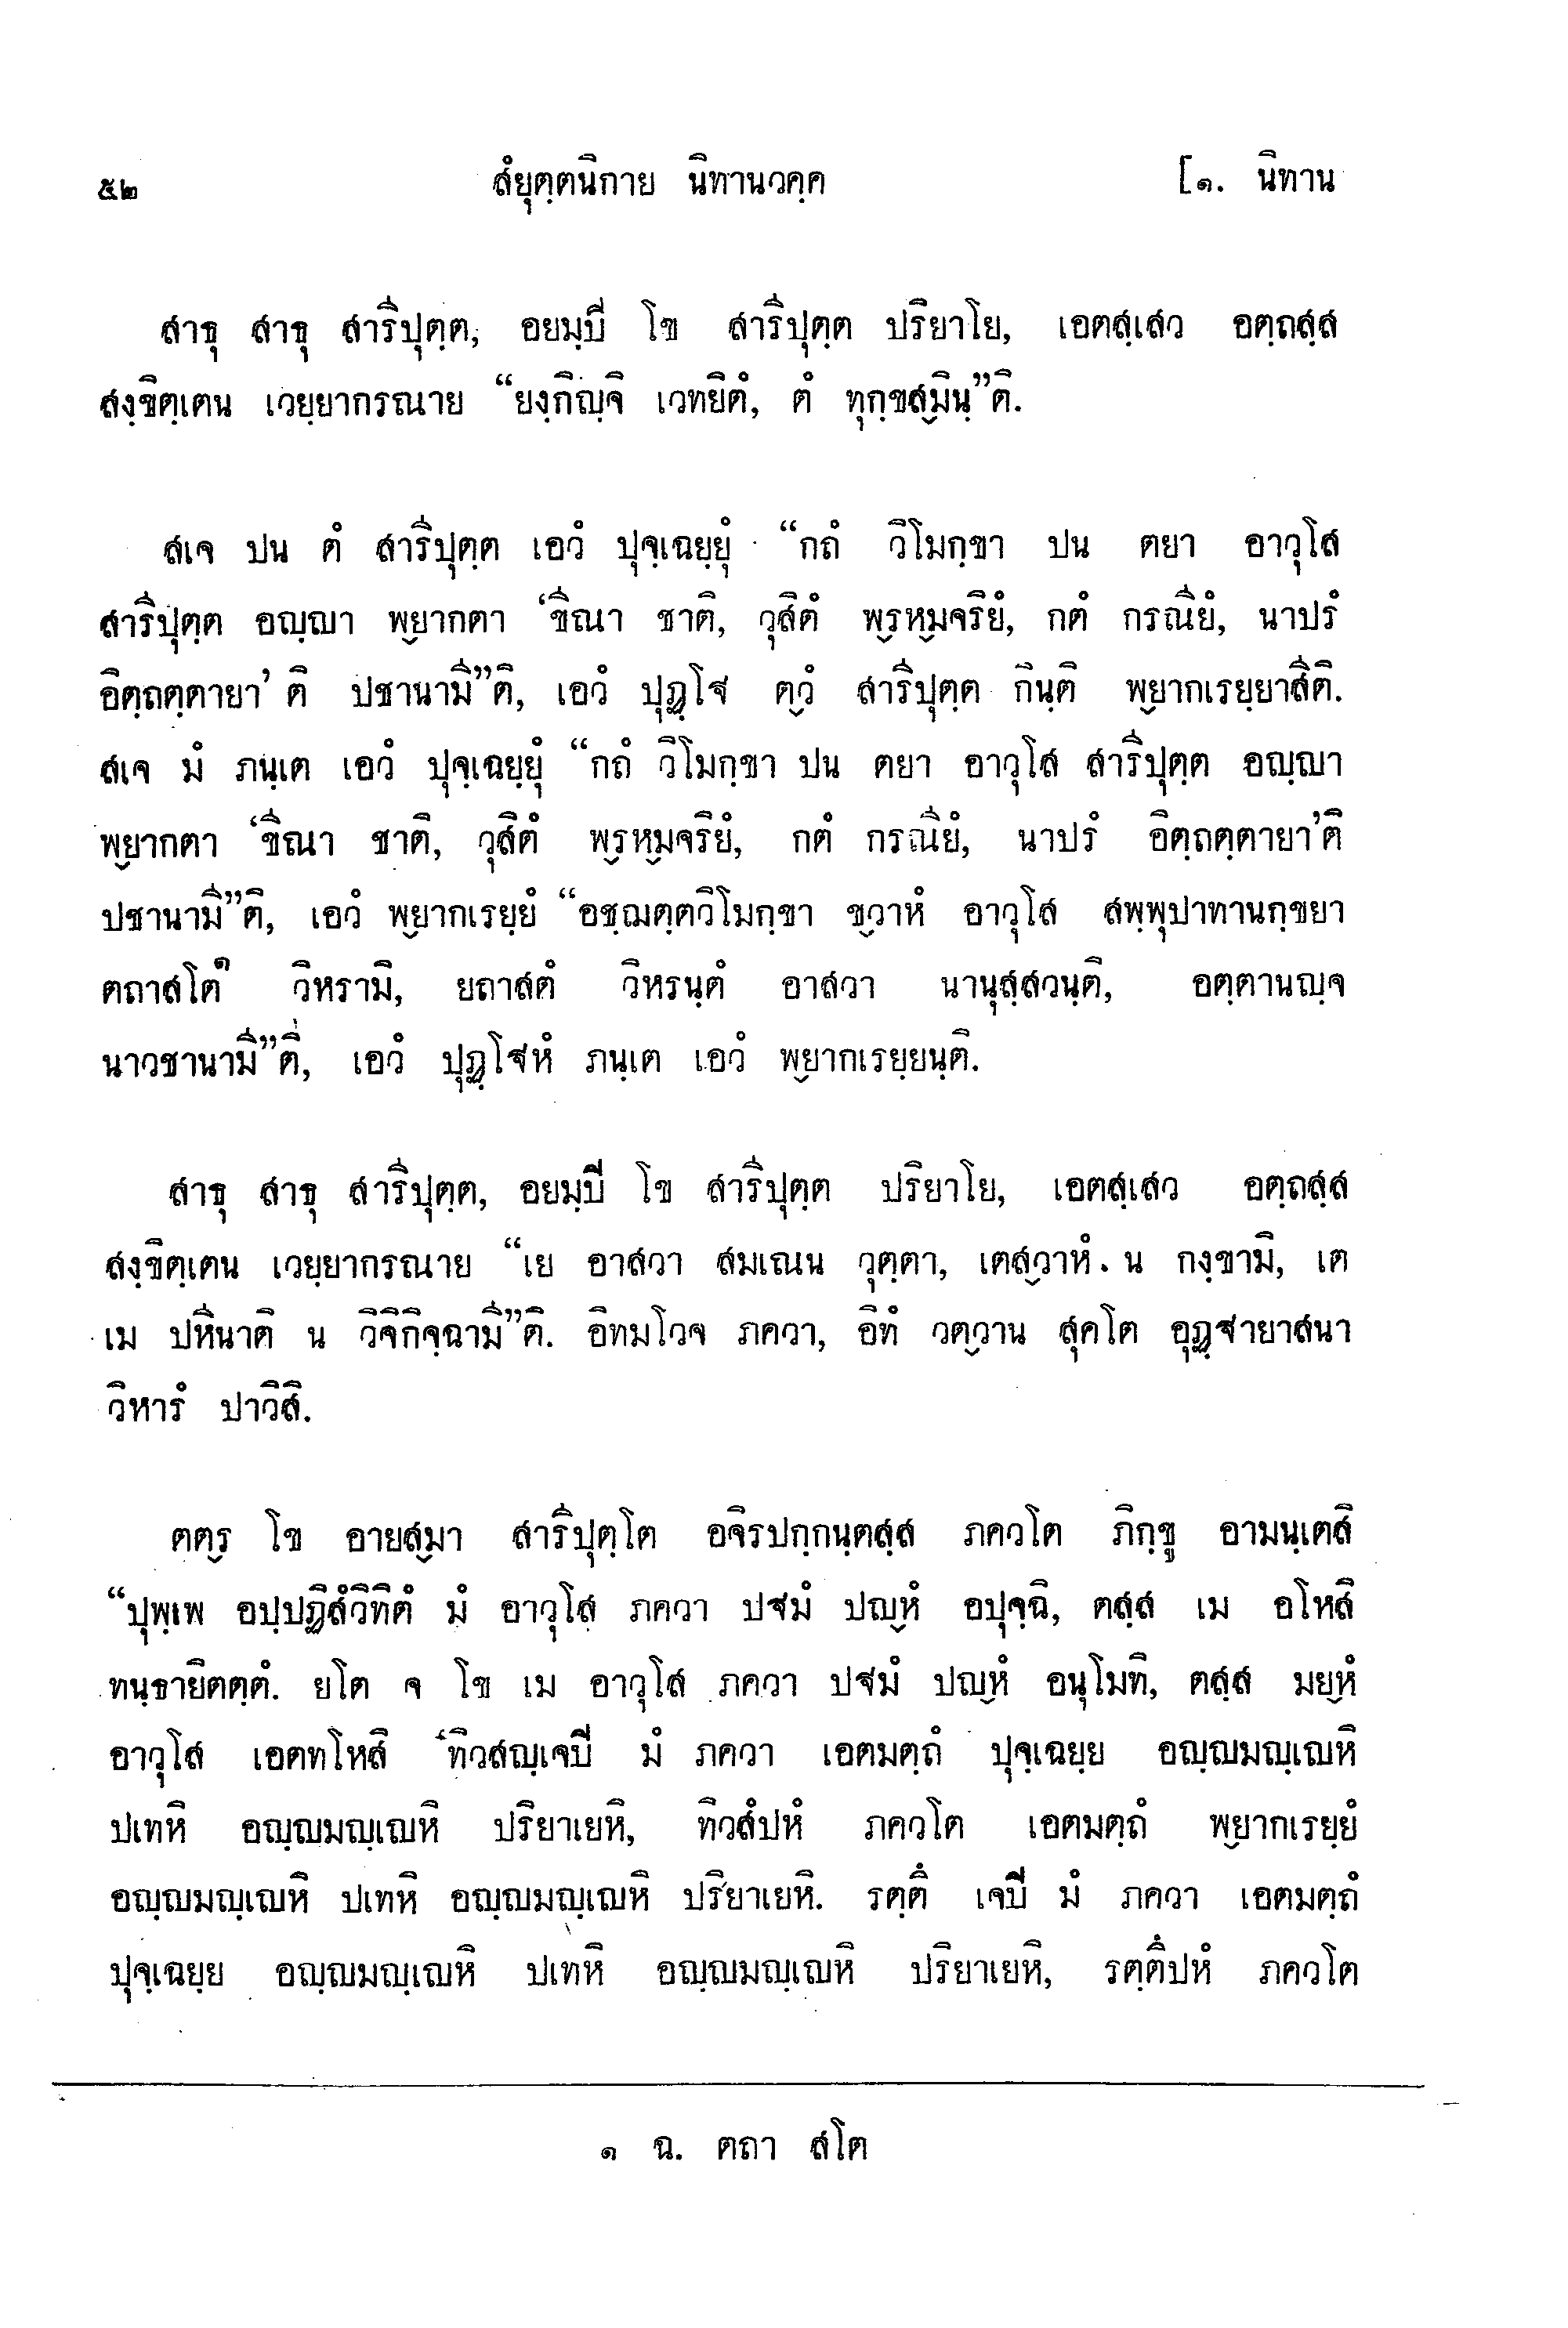 ๕๒ สํยุตฺตนิกาย นิทานวคฺค [๑. นิทาน
สาธุ สาธุ สารีปุตฺต, อยมฺปิ โข สารีปุตฺต ปริยาโย, เอตสฺเสว อตฺถสฺส
สงฺขิตฺเตน เวยฺยากรณาย “ยงฺกิญฺจิ เวทยิตํ, ตํ ทุกฺขสฺมินฺ”ติ.
สเจ ปน ตํ สารีปุตฺต เอวํ ปุจฺเฉยฺยุํ “กถํ วิโมกฺขา ปน ตยา อาวุโส
สารีปุตฺต อญฺญา พฺยากตา ‘ขีณา ชาติ, วุสิตํ พฺรหฺมจริยํ, กตํ กรณียํ, นาปรํ
อิตฺถตฺตายา’ ติ ปชานามี”ติ, เอวํ ปุฏฺโฐ ตฺวํ สารีปุตฺต กินฺติ พฺยากเรยฺยาสีติ.
สเจ มํ ภนฺเต เอวํ ปุจฺเฉยฺยุํ “กถํ วิโมกฺขา ปน ตยา อาวุโส สารีปุตฺต อญฺญา
พฺยากตา ‘ขีณา ชาติ, วุสิตํ พฺรหฺมจริยํ, กตํ กรณียํ, นาปรํ อิตฺถตฺตายา’ติ
ปชานามี”ติ, เอวํ พฺยากเรยฺยํ “อชฺฌตฺตวิโมกฺขา ขฺวาหํ อาวุโส สพฺพุปาทานกฺขยา
ตถาสโต๑ วิหรามิ, ยถาสตํ วิหรนฺตํ อาสวา นานุสฺสวนฺติ, อตฺตานญฺจ
นาวชานามี”ติ, เอวํ ปุฏฺโฐหํ ภนฺเต เอวํ พฺยากเรยฺยนฺติ.
สาธุ สาธุ สารีปุตฺต, อยมฺปิ โข สารีปุตฺต ปริยาโย, เอตสฺเสว อตฺถสฺส
สงฺขิตฺเตน เวยฺยากรณาย “เย อาสวา สมเณน วุตฺตา, เตสฺวาหํ น กงฺขามิ, เต
เม ปหีนาติ น วิจิกิจฺฉามี”ติ. อิทมโวจ ภควา, อิทํ วตฺวาน สุคโต อุฏฺฐายาสนา
วิหารํ ปาวิสิ.
ตตฺร โข อายสฺมา สารีปุตฺโต อจิรปกฺกนฺตสฺส ภควโต ภิกฺขู อามนฺเตสิ
“ปุพฺเพ อปฺปฏิสํวิทิตํ มํ อาวุโส ภควา ปฐมํ ปญฺหํ อปุจฺฉิ, ตสฺส เม อโหสิ
ทนฺธายิตตฺตํ. ยโต จ โข เม อาวุโส ภควา ปฐมํ ปญฺหํ อนุโมทิ, ตสฺส มยฺหํ
อาวุโส เอตทโหสิ ‘ทิวสญฺเจปิ มํ ภควา เอตมตฺถํ ปุจฺเฉยฺย อญฺญมญฺเญหิ
ปเทหิ อญฺญมญฺเญหิ ปริยาเยหิ, ทิวสํปหํ ภควโต เอตมตฺถํ พฺยากเรยฺยํ
อญฺญมญฺเญหิ ปเทหิ อญฺญมญฺเญหิ ปริยาเยหิ. รตฺตึ เจปิ มํ ภควา เอตมตฺถํ
ปุจฺเฉยฺย อญฺญมญฺเญหิ ปเทหิ อญฺญมญฺเญหิ ปริยาเยหิ, รตฺตึปหํ ภควโต
๑ ฉ. ตถา สโต